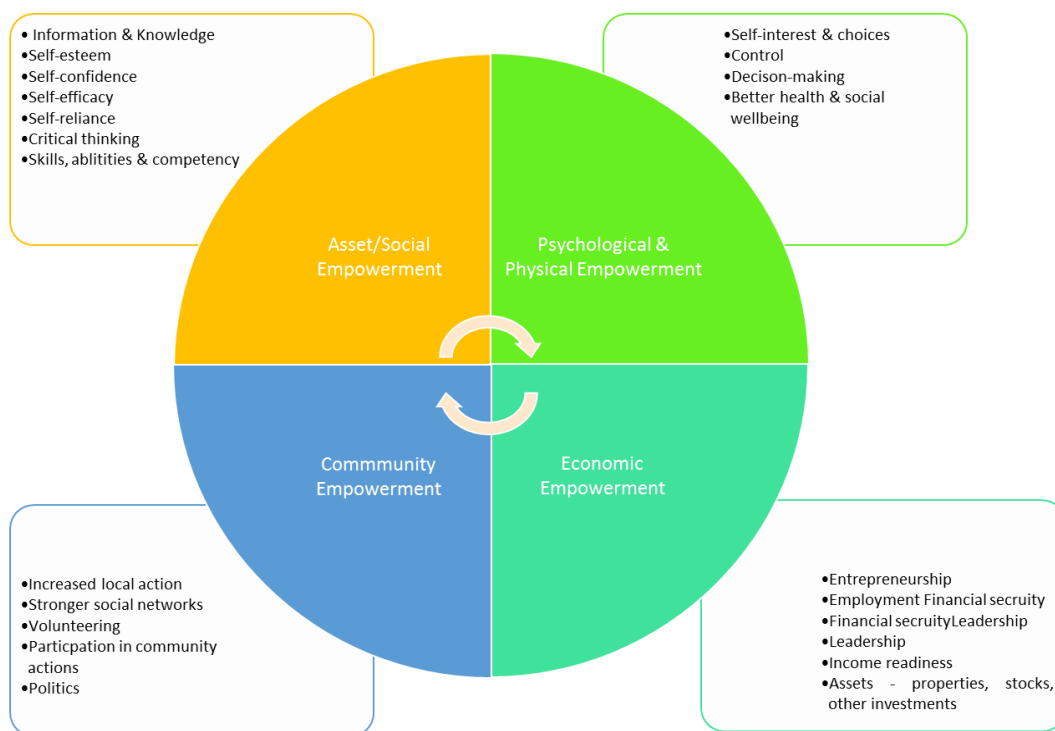 • Information & Knowledge
•Self-esteem
•Self-confidence
•Self-efficacy
•Self-reliance
•Critical thinking
•Skills, ablitities & competency
•Self-interest & choices
•Control
•Decison-making
•Better health & social
wellbeing
Asset/Social
Empowerment
Psychological &
Physical Empowerment
Commmunity
Empowerment
Economic
Empowerment
•Increased local action
•Stronger social networks
•Volunteering
•Particpation in community
actions
•Politics
•Entrepreneurship
•Employment Financial secruity
•Financial secruityLeadership
•Leadership
•Income readiness
•Assets - properties, stocks,
other investments